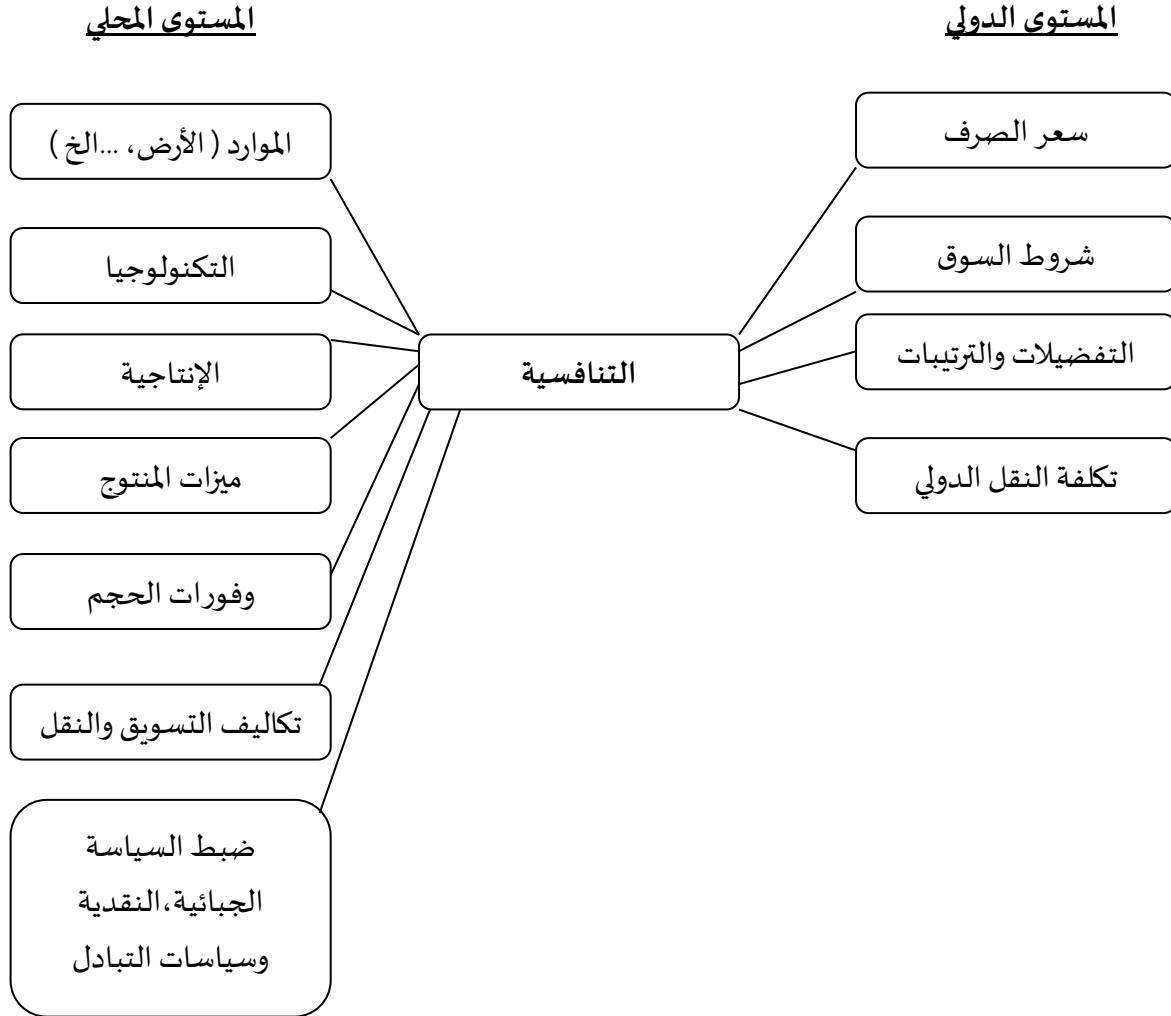 المستوى الدولي
المستوى المحلي
سعر الصرف
شروط السوق
التفضيلات والترتيبات
تكلفة النقل الدولي
التنافسية
الموارد ( الأرض، ...الخ )
التكنولوجيا
الإنتاجية
ميزات المنتوج
وفورات الحجم
تكاليف التسويق والنقل
ضبط السياسة
الجبائية،النقدية
وسياسات التبادل